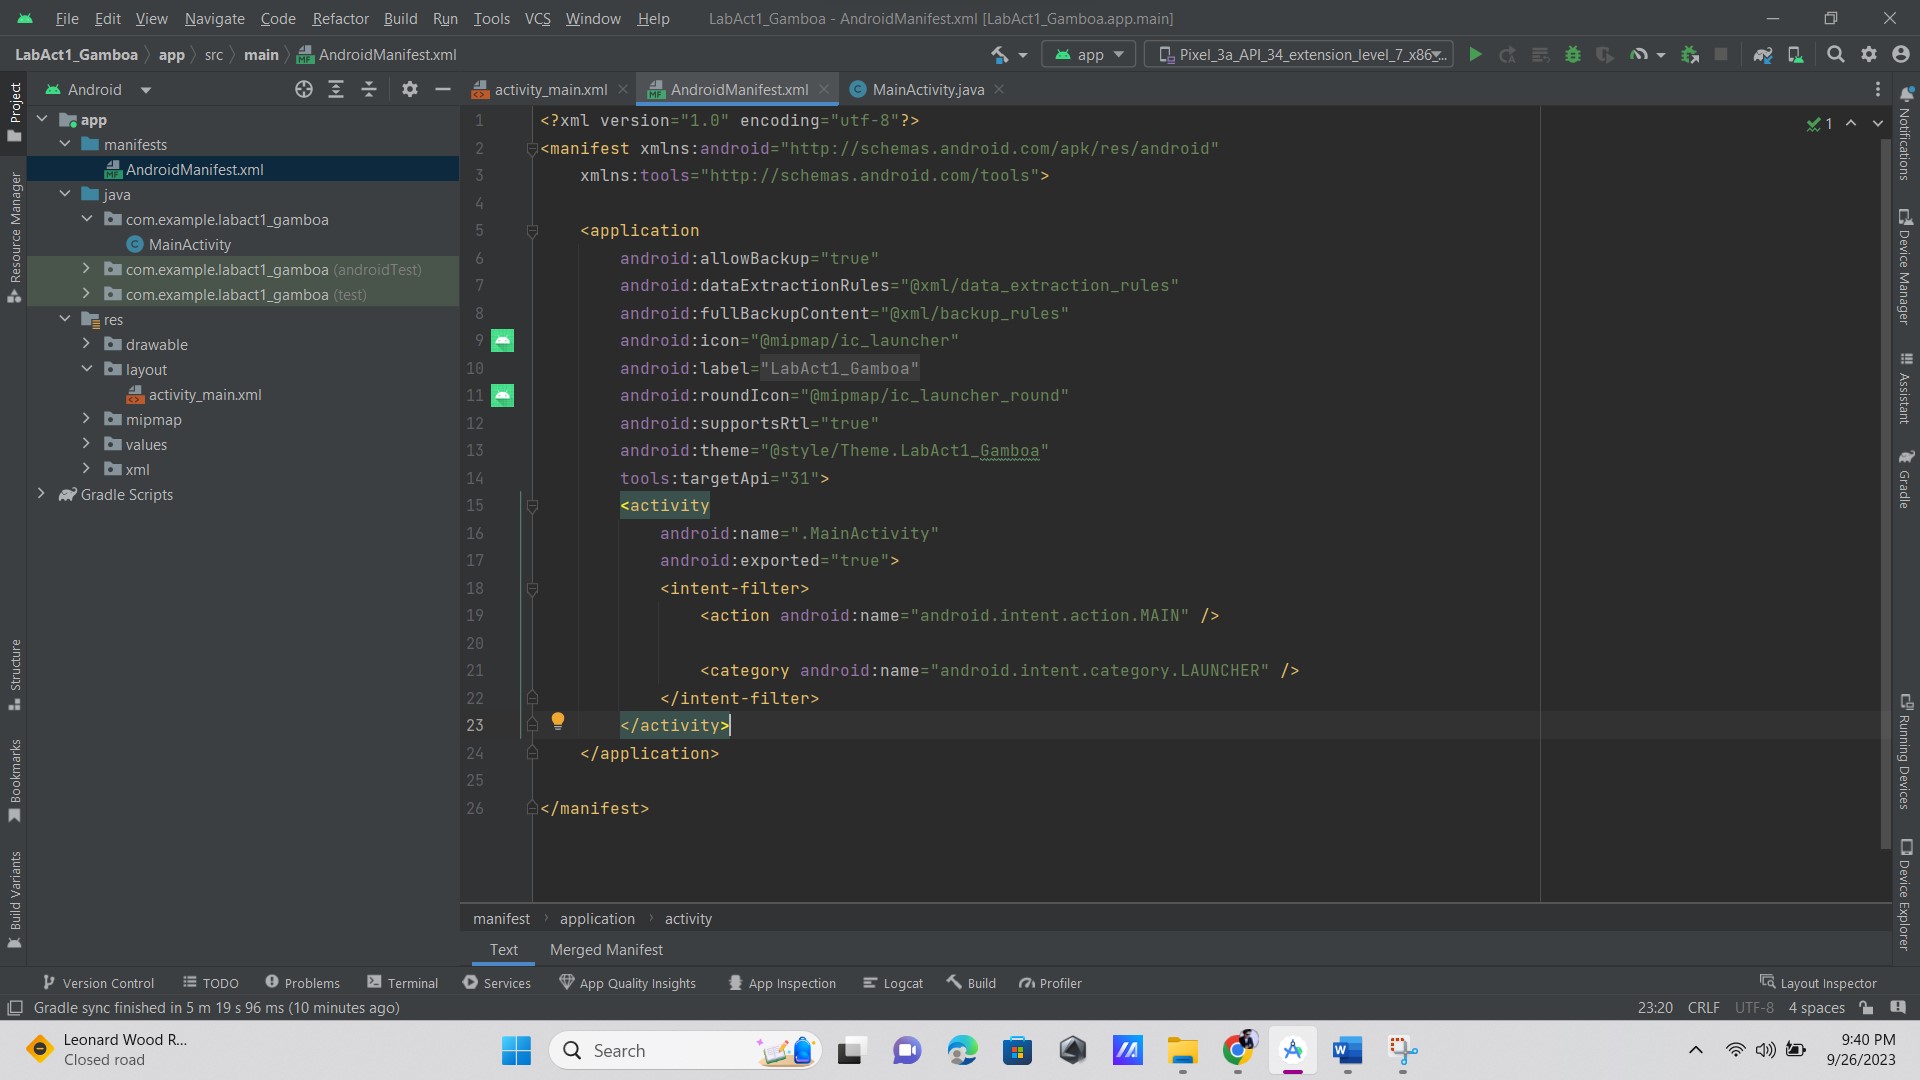 File Edit View Navigate Code Refactor Build Run Tools VCS Window Help LabAct1_Gamboa - AndroidManifest.xml [LabAct1_Gamboa.app.main]
LabAct1_Gamboa app src main AndroidManifest.xml app Pixel_3a_API_34_extension_level_7_x86...
Project
Resource Manager
Structure
Bookmarks
Build Variants
Android
app
manifests
AndroidManifest.xml
java
com.example.labact1_gamboa
MainActivity
com.example.labact1_gamboa (androidTest)
com.example.labact1_gamboa (test)
res
drawable
layout
activity_main.xml
mipmap
values
xml
Gradle Scripts
activity_main.xml AndroidManifest.xml MainActivity.java
1
1 <?xml version="1.0" encoding="utf-8"?>
2 <manifest xmlns:android="http://schemas.android.com/apk/res/android"
3 xmlns:tools="http://schemas.android.com/tools">
4
5 <application
6 android:allowBackup="true"
7 android:dataExtractionRules="@xml/data_extraction_rules"
8 android:fullBackupContent="@xml/backup_rules"
9 android:icon="@mipmap/ic_launcher"
10 android:label="LabAct1_Gamboa"
11 android:roundIcon="@mipmap/ic_launcher_round"
12 android:supportsRtl="true"
13 android:theme="@style/Theme.LabAct1_Gamboa"
14 tools:targetApi="31">
15 <activity
16 android:name=".MainActivity"
17 android:exported="true">
18 <intent-filter>
19 <action android:name="android.intent.action.MAIN" />
20
21 <category android:name="android.intent.category.LAUNCHER" />
22 </intent-filter>
23 </activity>
24 </application>
25
26 </manifest>
manifest application activity
Text Merged Manifest
Notifications
Device Manager
Assistant
Gradle
Running Devices
Device Explorer
Version Control TODO Problems Terminal Services App Quality Insights App Inspection Logcat Build Profiler Layout Inspector
Gradle sync finished in 5 m 19 s 96 ms (10 minutes ago) 23:20 CRLF UTF-8 4 spaces
Leonard Wood R...
Closed road
Search
9:40 PM
9/26/2023